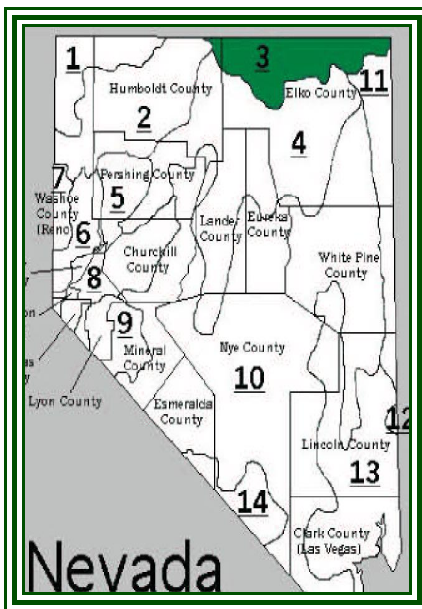 1
3
11
Humboldt County
Elko County
2
4
7
Pershing County
5
Washoe
County
(Reno)
6
Lander
County
Eureka
County
Churchill
County
White Pine
County
8
on
9
Mineral
County
Nye County
10
as
y
Lyon County
Esmeralda
County
12
Lincoln County
13
14
Clark County
(Las Vegas)
Nevada